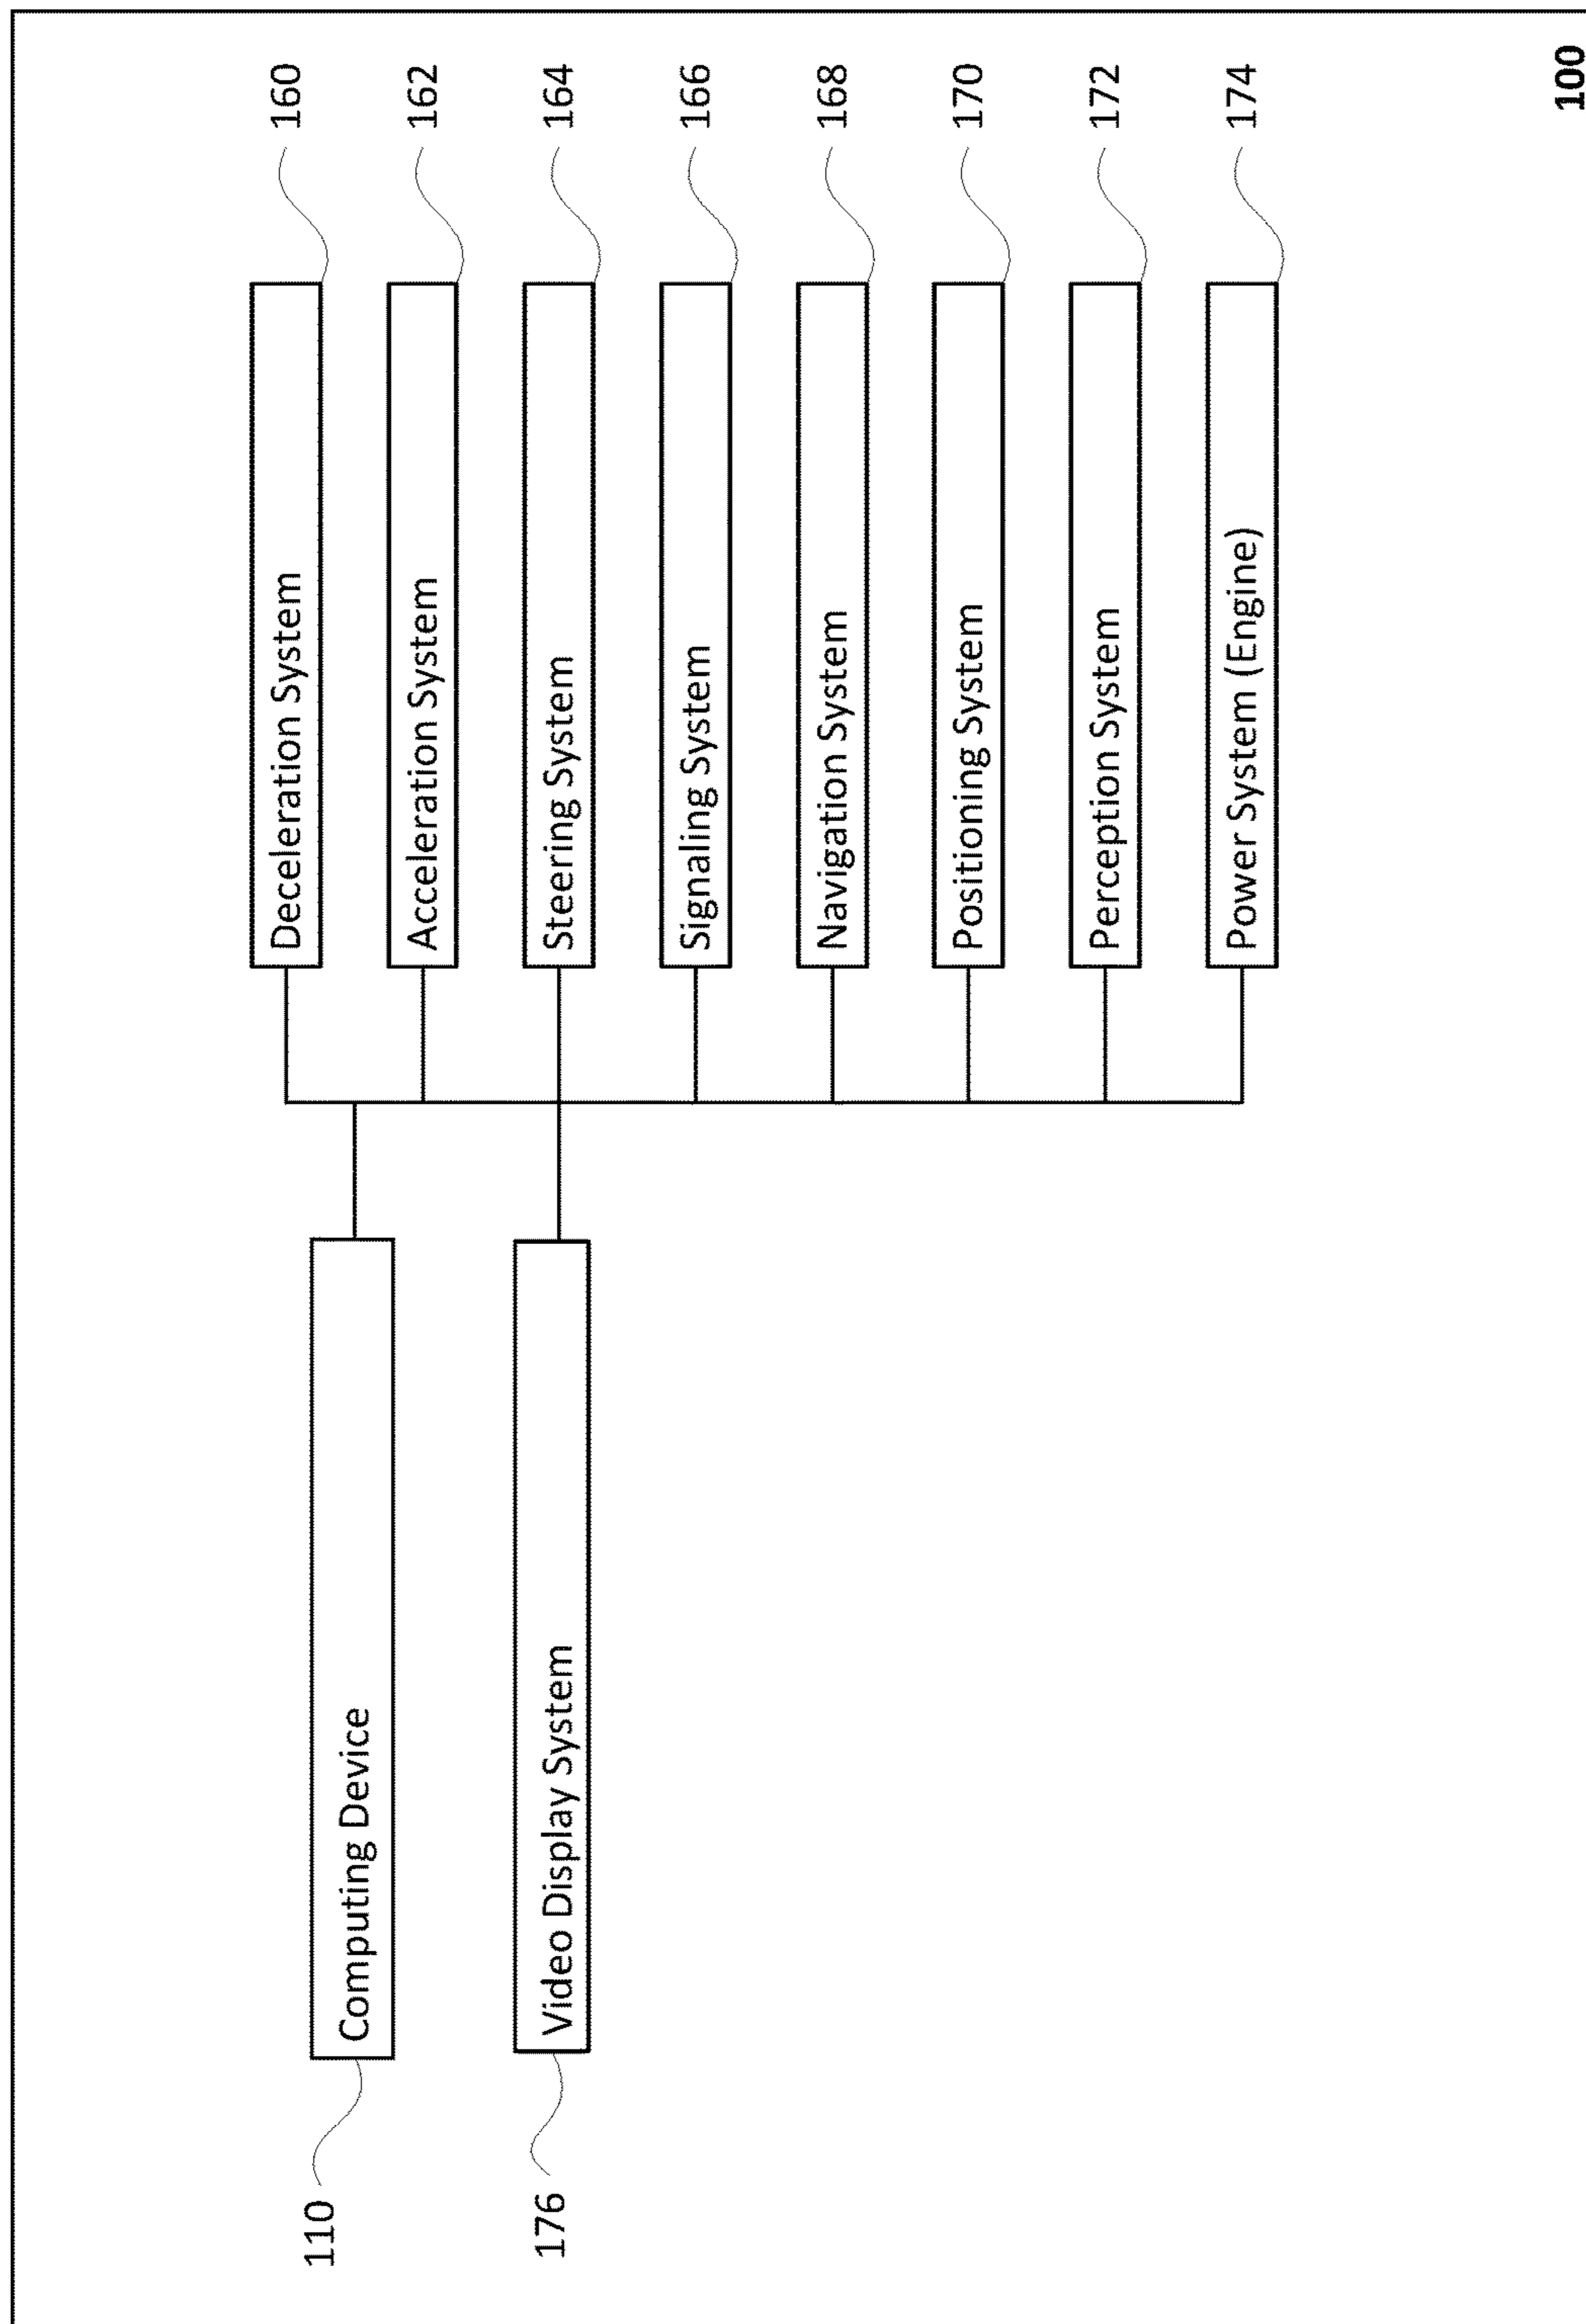 110
Computing Device
176
Video Display System
Deceleration System
160
Acceleration System
162
Steering System
164
Signaling System
166
Navigation System
168
Positioning System
170
Perception System
172
Power System (Engine)
174
100